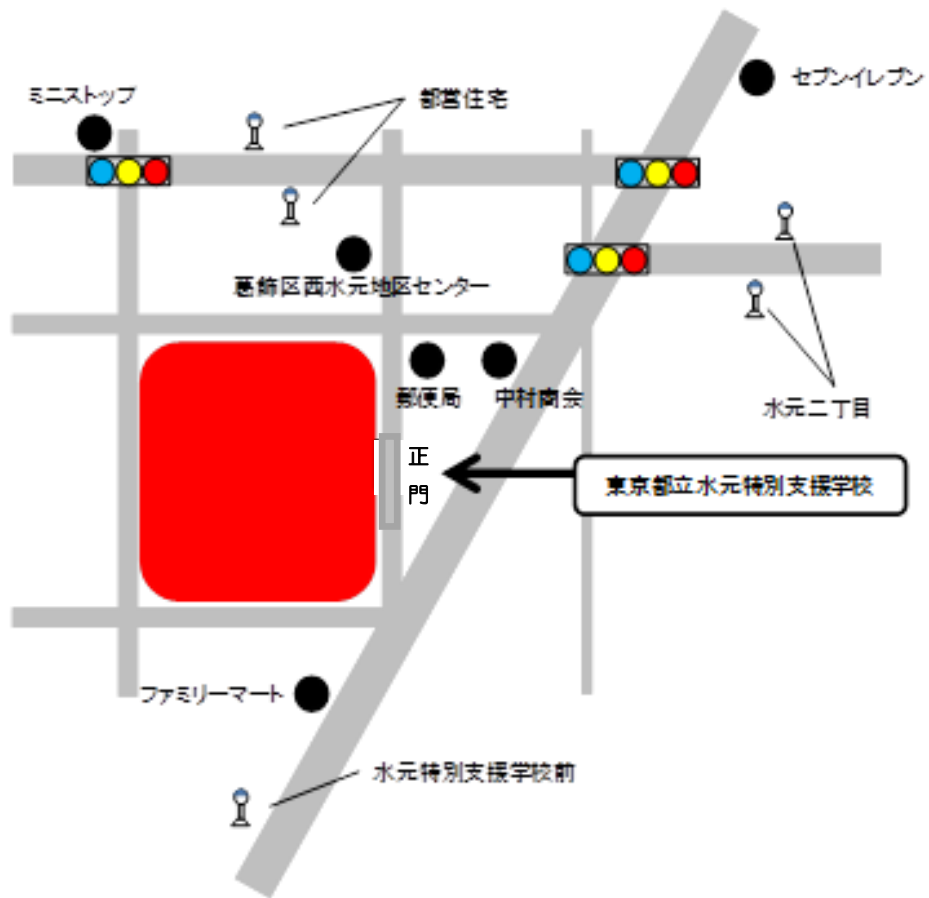 セブンイレブン
ミニストップ
都営住宅
葛飾区西水元地区センター
郵便局
中村商会
水元二丁目
正
門
東京都立水元特別支援学校
ファミリーマート
水元特別支援学校前